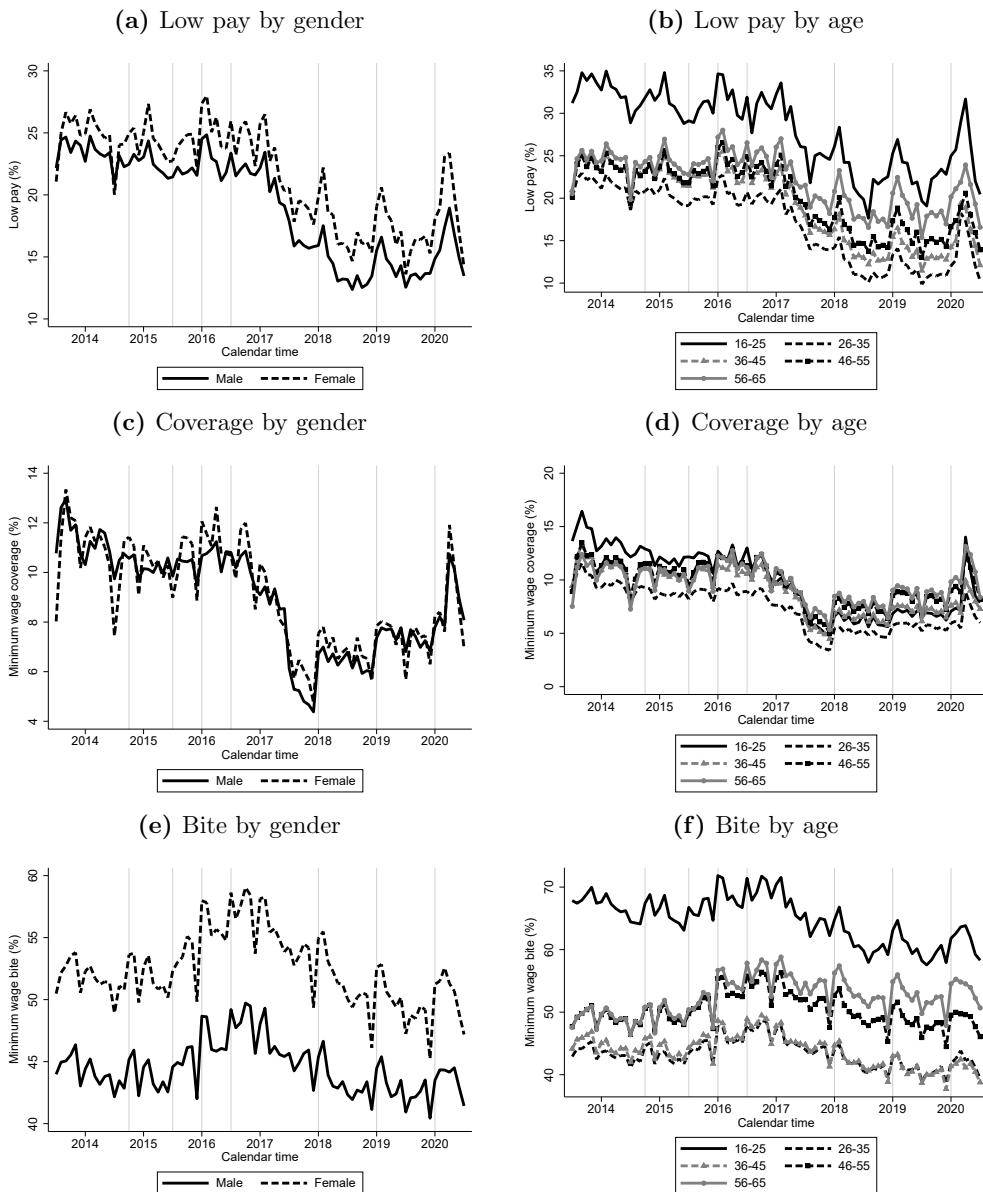 (a) Low pay by gender
Low pay (%)
30
25
20
15
10
2014 2015 2016 2017 2018 2019 2020
Calendar time
Male Female
(b) Low pay by age
Low pay (%)
35
30
25
20
15
10
2014 2015 2016 2017 2018 2019 2020
Calendar time
16-25 26-35
36-45 46-55
56-65
(c) Coverage by gender
Minimum wage coverage (%)
14
12
10
8
6
4
2014 2015 2016 2017 2018 2019 2020
Calendar time
Male Female
(d) Coverage by age
Minimum wage coverage (%)
20
15
10
5
0
2014 2015 2016 2017 2018 2019 2020
Calendar time
16-25 26-35
36-45 46-55
56-65
(e) Bite by gender
Minimum wage bite (%)
60
55
50
45
40
2014 2015 2016 2017 2018 2019 2020
Calendar time
Male Female
(f) Bite by age
Minimum wage bite (%)
70
60
50
40
2014 2015 2016 2017 2018 2019 2020
Calendar time
16-25 26-35
36-45 46-55
56-65